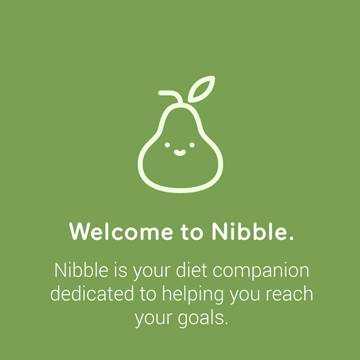 Welcome to Nibble.
Nibble is your diet companion
dedicated to helping you reach
your goals.